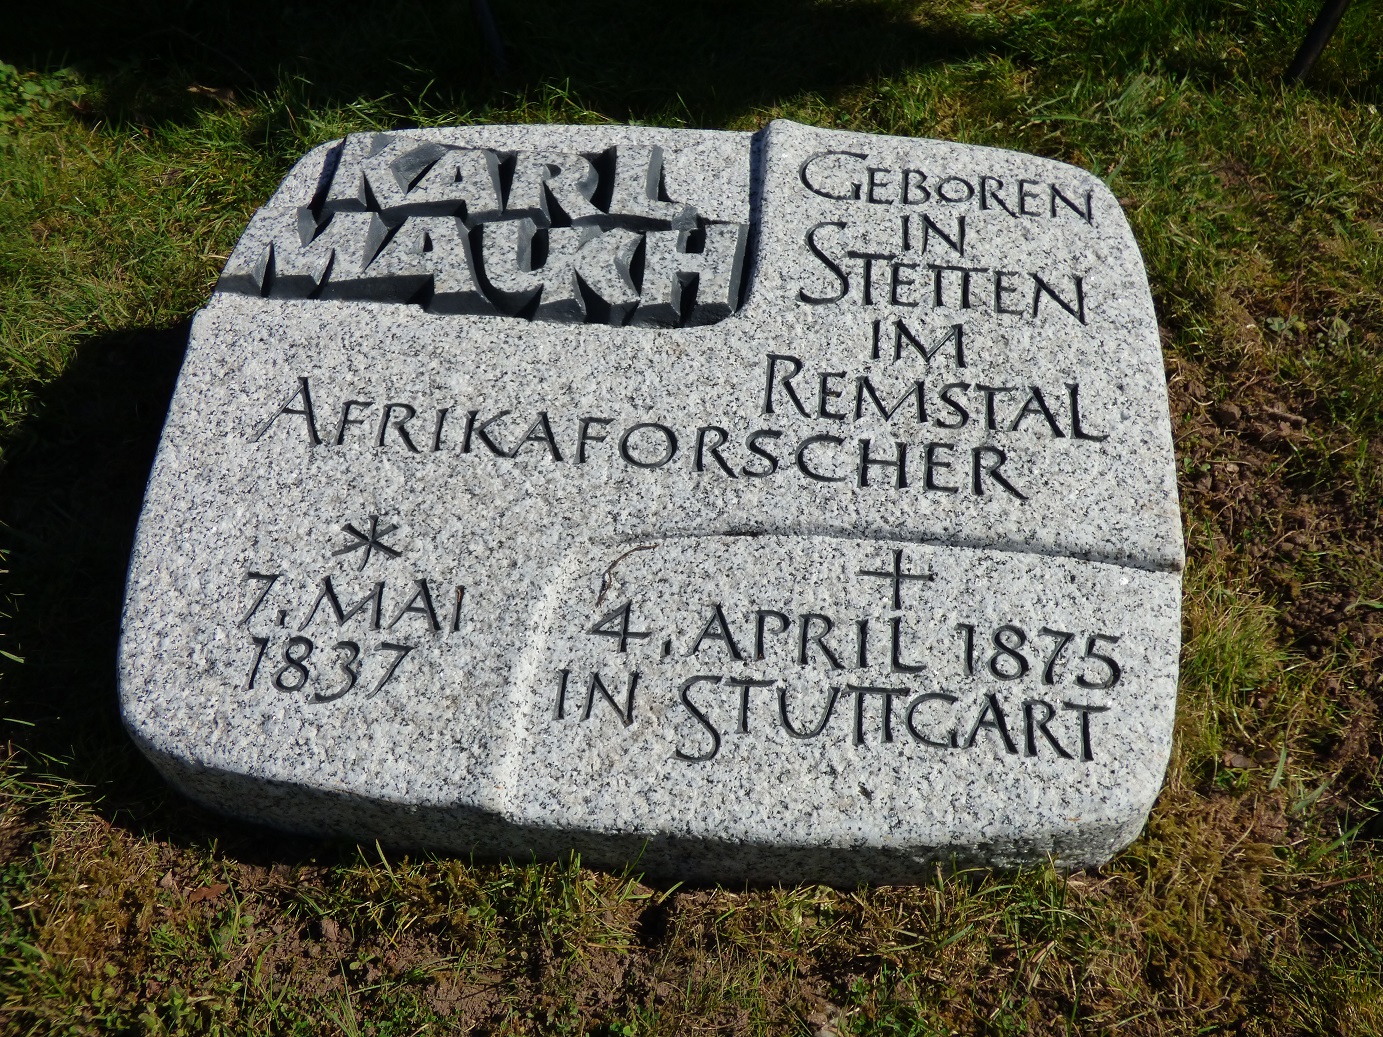 KARL
MAUCH
GEBOREN
IN
STETTEN
IM
REMSTAL
AFRIKAFORSCHER
*
7. MAI
1837
†
4. APRIL 1875
IN STUTTGART